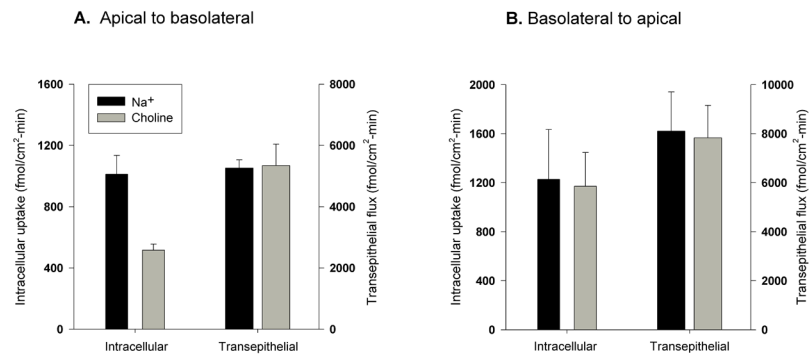 A. Apical to basolateral
1600
1200
800
400
0
Intracellular uptake (fmol/cm²-min)
Na⁺
Choline
8000
6000
4000
2000
0
Transepithelial flux (fmol/cm²-min)
Intracellular
Transepithelial
B. Basolateral to apical
2000
1600
1200
800
400
0
Intracellular uptake (fmol/cm²-min)
10000
8000
6000
4000
2000
0
Transepithelial flux (fmol/cm²-min)
Intracellular
Transepithelial